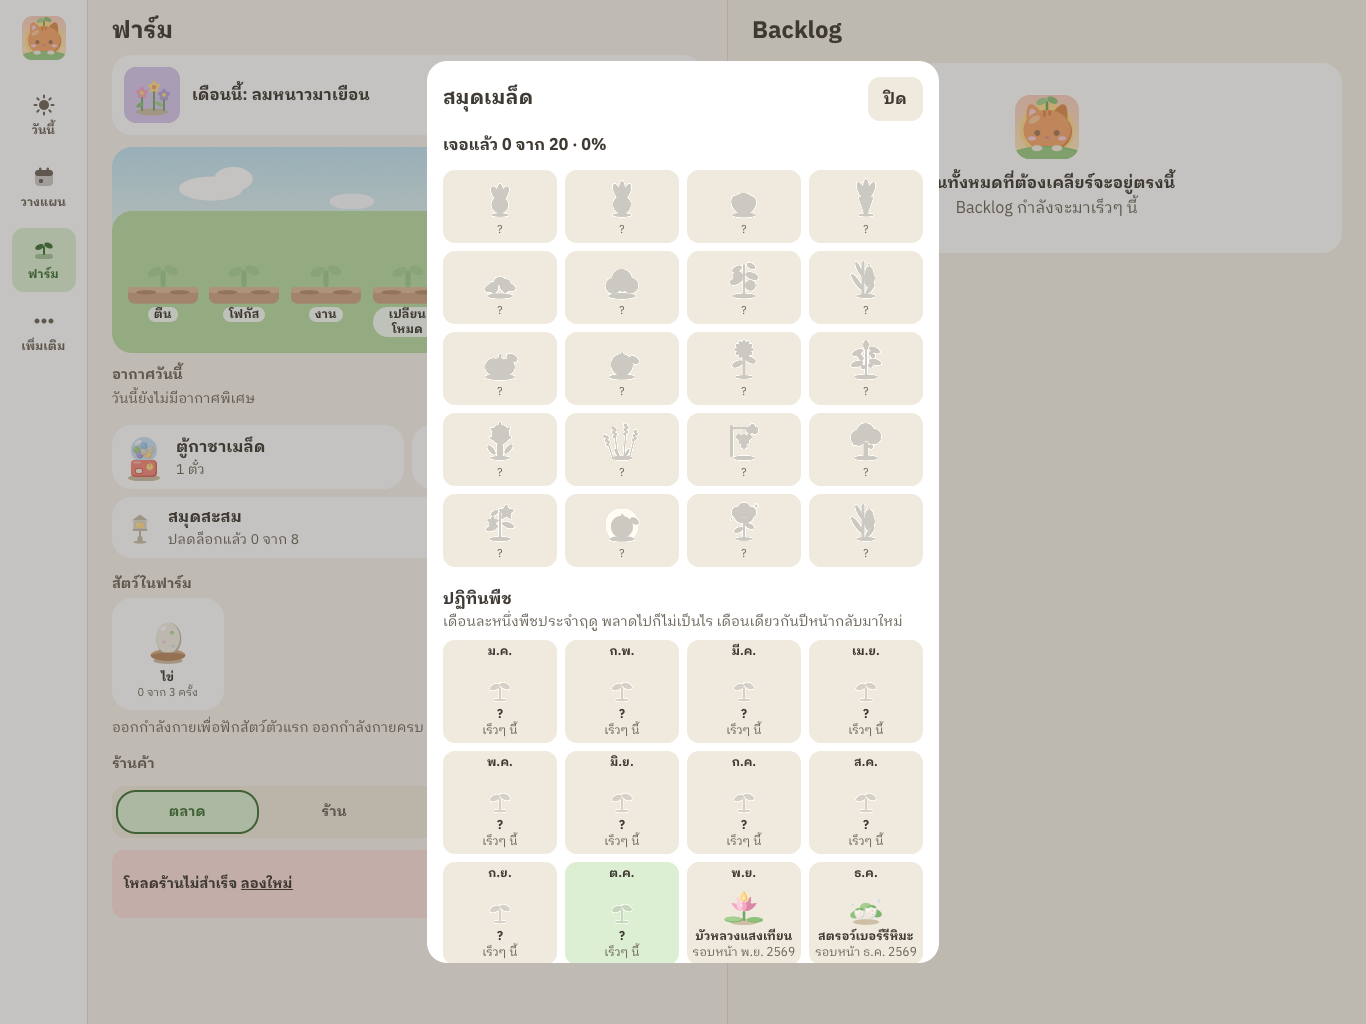 วันนี้
วางแผน
ฟาร์ม
เพิ่มเติม
ฟาร์ม
เดือนนี้: ลมหนาวมาเยือน
ตื่น
โฟกัส
งาน
เปลี่ยน
โหมด
อากาศวันนี้
วันนี้ยังไม่มีอากาศพิเศษ
ตู้กาชาเมล็ด
1 ตั๋ว
สมุดสะสม
ปลดล็อกแล้ว 0 จาก 8
สัตว์ในฟาร์ม
ไข่
0 จาก 3 ครั้ง
ออกกำลังกายเพื่อฟักสัตว์ตัวแรก ออกกำลังกายครบ
ร้านค้า
ตลาด
ร้าน
โหลดร้านไม่สำเร็จ ลองใหม่
สมุดเมล็ด
ปิด
เจอแล้ว 0 จาก 20 · 0%
? ? ? ?
? ? ? ?
? ? ? ?
? ? ? ?
? ? ? ?
ปฏิทินพืช
เดือนละหนึ่งพืชประจำฤดู พลาดไปก็ไม่เป็นไร เดือนเดียวกันปีหน้ากลับมาใหม่
ม.ค. ก.พ. มี.ค. เม.ย.
? ? ? ?
เร็วๆ นี้ เร็วๆ นี้ เร็วๆ นี้ เร็วๆ นี้
พ.ค. มิ.ย. ก.ค. ส.ค.
? ? ? ?
เร็วๆ นี้ เร็วๆ นี้ เร็วๆ นี้ เร็วๆ นี้
ก.ย. ต.ค. พ.ย. ธ.ค.
? ? บัวหลวงแสงเทียน สตรอว์เบอร์รีหิมะ
เร็วๆ นี้ เร็วๆ นี้ รอบหน้า พ.ย. 2569 รอบหน้า ธ.ค. 2569
Backlog
นทั้งหมดที่ต้องเคลียร์จะอยู่ตรงนี้
Backlog กำลังจะมาเร็วๆ นี้